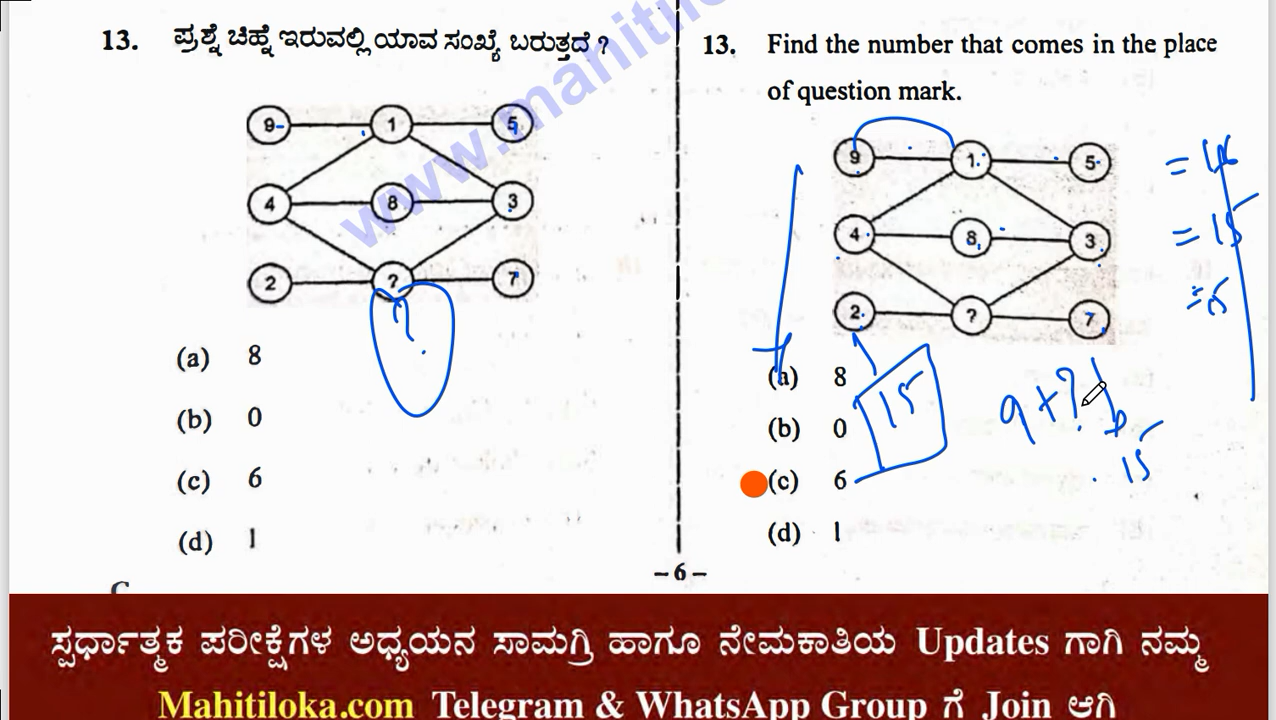 13. ಪ್ರಶ್ನೆ ಚಿಹ್ನೆ ಇರುವಲ್ಲಿ ಯಾವ ಸಂಖ್ಯೆ ಬರುತ್ತದೆ ?
9 1 5
4 8 3
2 ? 7
?
(a) 8
(b) 0
(c) 6
(d) 1
www.mahitil
13. Find the number that comes in the place
of question mark.
9 1 5
4 8 3
2 ? 7
= 15
15
9 + ?
15
(a) 8
(b) 0
(c) 6
(d) 1
– 6 –
ಸ್ಪರ್ಧಾತ್ಮಕ ಪರೀಕ್ಷೆಗಳ ಅಧ್ಯಯನ ಸಾಮಗ್ರಿ ಹಾಗೂ ನೇಮಕಾತಿಯ Updates ಗಾಗಿ ನಮ್ಮ
Mahitiloka.com Telegram & WhatsApp Group ಗೆ Join ಆಗಿ